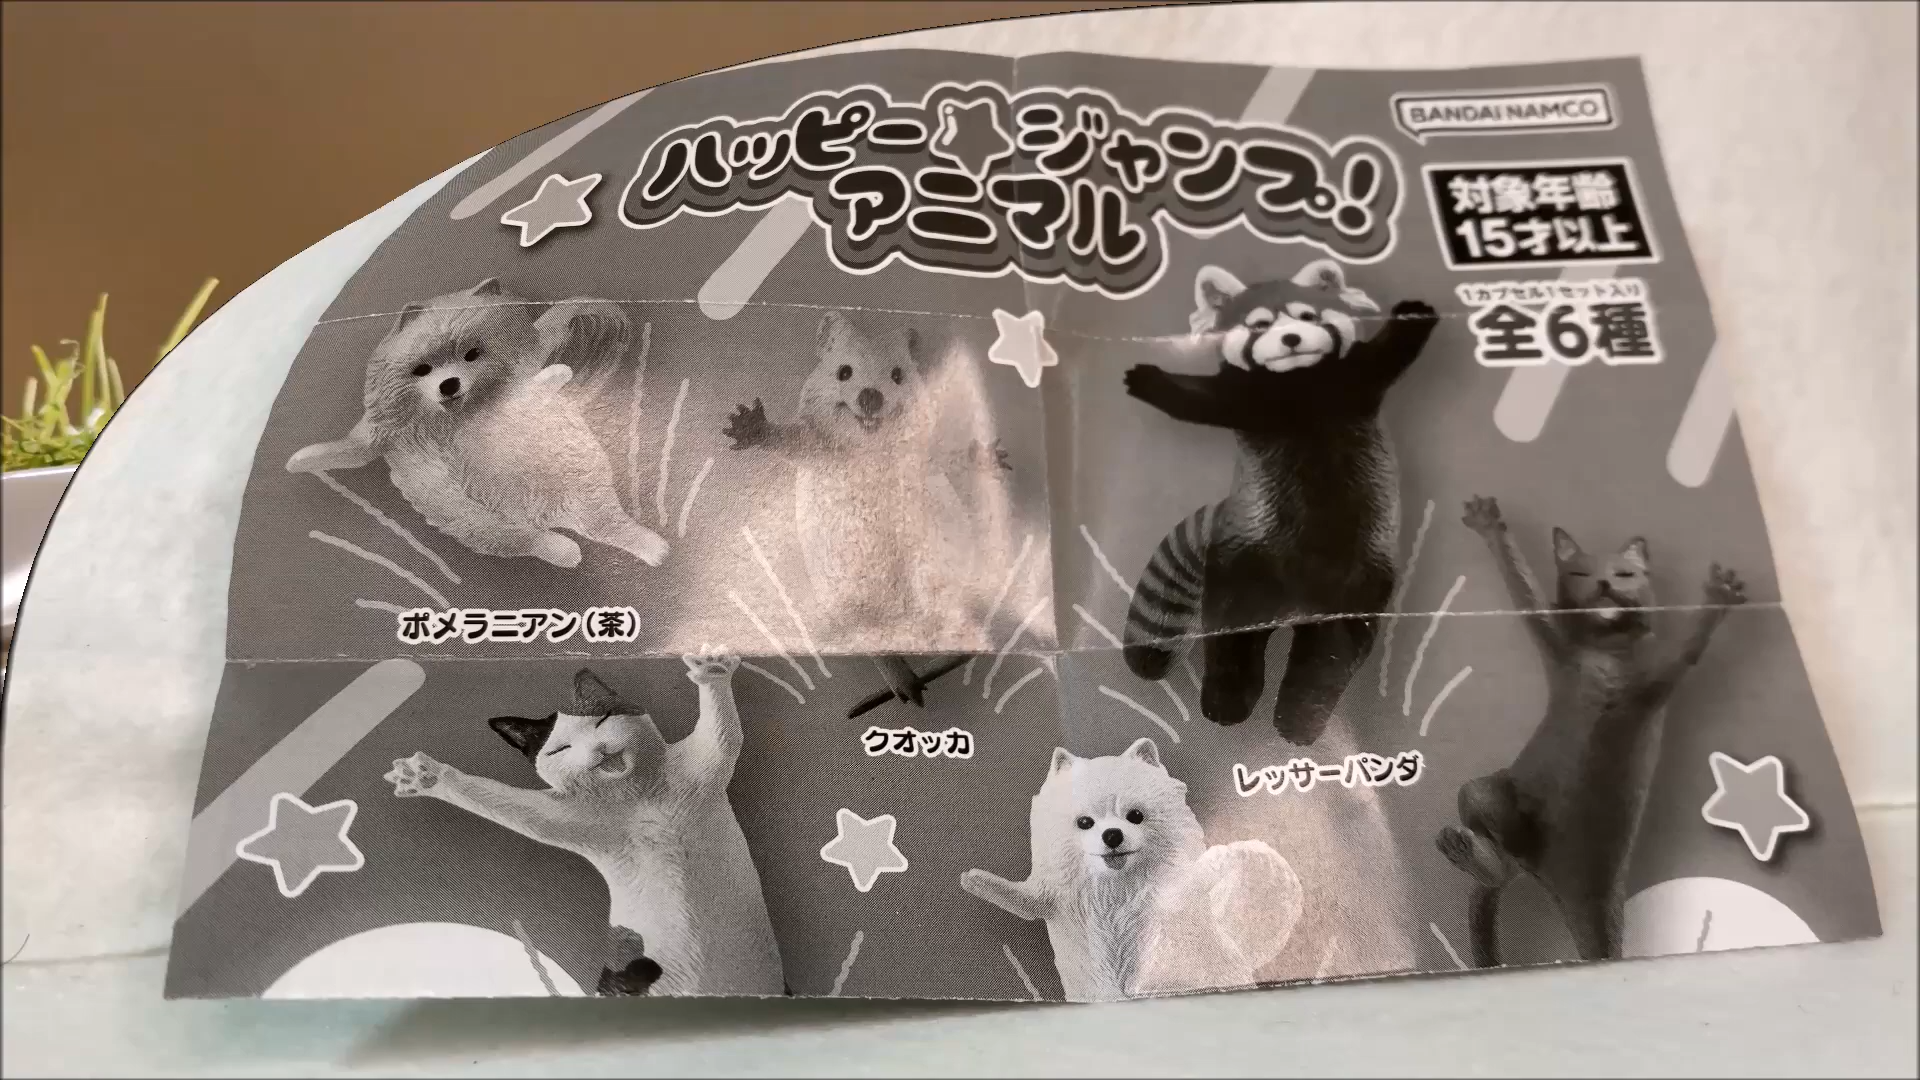 ハッピー★ジャンプ!
アニマル
BANDAI NAMCO
対象年齢
15才以上
1カプセル1セット入り
全6種
ポメラニアン(茶)
クオッカ
レッサーパンダ